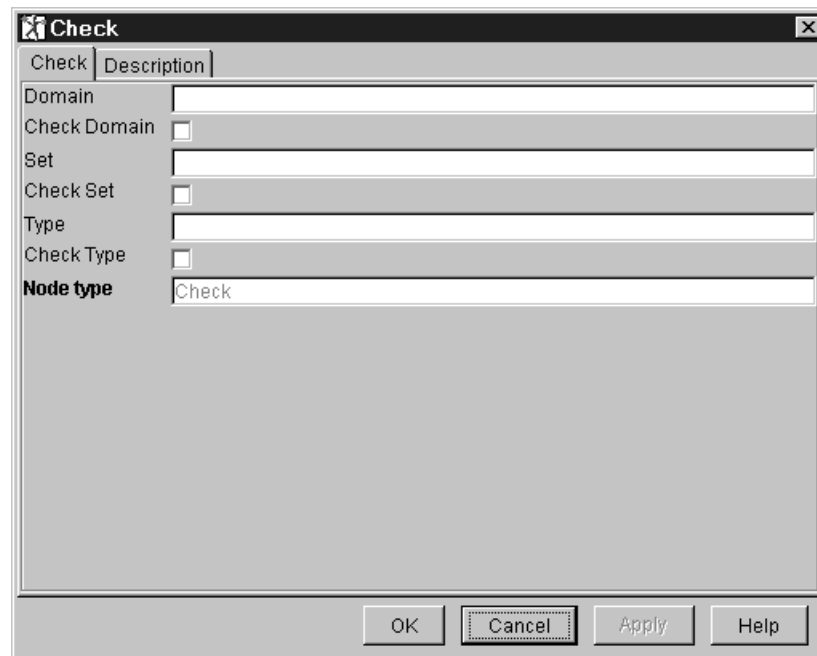 Check
Check Description
Domain
Check Domain
Set
Check Set
Type
Check Type
Node type Check
OK Cancel Apply Help